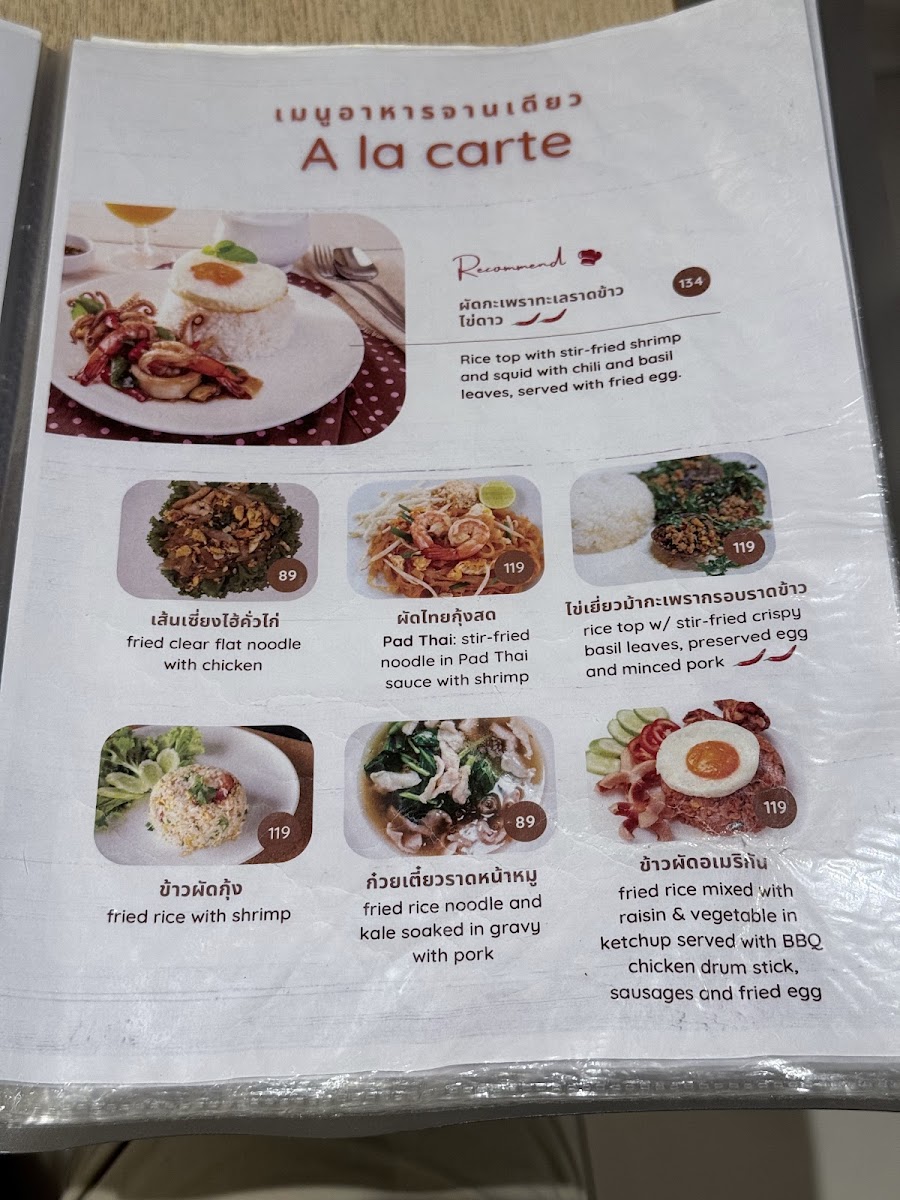 เมนูอาหารจานเดียว
A la carte
Recommend
ผัดกะเพราทะเลราดข้าว
ไข่ดาว
134
Rice top with stir-fried shrimp
and squid with chili and basil
leaves, served with fried egg.
89
เส้นเซี่ยงไฮ้คั่วไก่
fried clear flat noodle
with chicken
119
ผัดไทยกุ้งสด
Pad Thai: stir-fried
noodle in Pad Thai
sauce with shrimp
119
ไข่เยี่ยวม้ากะเพรากรอบราดข้าว
rice top w/ stir-fried crispy
basil leaves, preserved egg
and minced pork
119
ข้าวผัดกุ้ง
fried rice with shrimp
89
ก๋วยเตี๋ยวราดหน้าหมู
fried rice noodle and
kale soaked in gravy
with pork
119
ข้าวผัดอเมริกัน
fried rice mixed with
raisin & vegetable in
ketchup served with BBQ
chicken drum stick,
sausages and fried egg